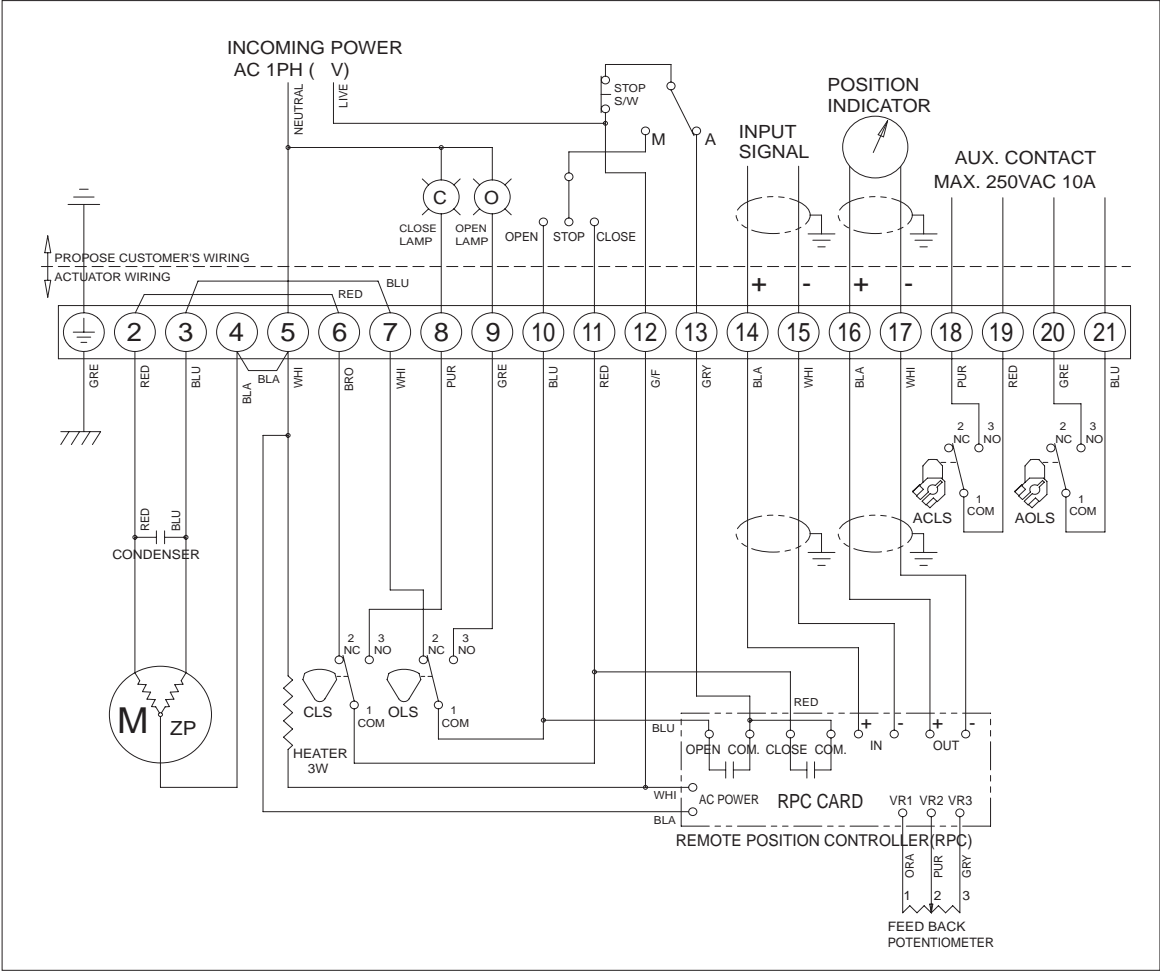 INCOMING POWER
AC 1PH (   V)
NEUTRAL
LIVE
STOP
S/W
M
A
INPUT
SIGNAL
POSITION
INDICATOR
AUX. CONTACT
MAX. 250VAC 10A
C
O
CLOSE
LAMP
OPEN
LAMP
OPEN
STOP
CLOSE
PROPOSE CUSTOMER'S WIRING
ACTUATOR WIRING
BLU
RED
+
-
+
-
2
3
4
5
6
7
8
9
10
11
12
13
14
15
16
17
18
19
20
21
GRE
RED
BLU
BLA
BLA
WHI
BRO
WHI
PUR
GRE
BLU
RED
G/F
GRY
BLA
WHI
BLA
WHI
PUR
RED
GRE
BLU
2
NC
3
NO
1
COM
ACLS
2
NC
3
NO
1
COM
AOLS
RED
BLU
CONDENSER
M
ZP
2
NC
3
NO
1
COM
CLS
2
NC
3
NO
1
COM
OLS
HEATER
3W
BLU
RED
OPEN
COM.
CLOSE
COM.
+
-
IN
+
-
OUT
WHI
AC POWER
BLA
RPC CARD
VR1
VR2
VR3
REMOTE POSITION CONTROLLER(RPC)
ORA
PUR
GRY
1
2
3
FEED BACK
POTENTIOMETER